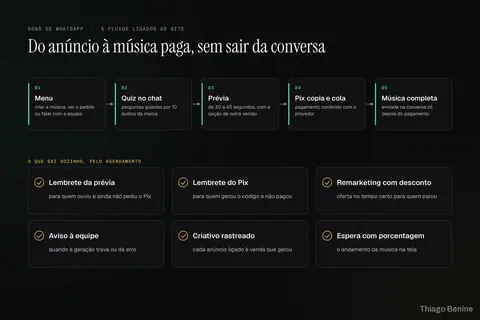 ROBÔ DE WHATSAPP · 5 FLUXOS LIGADOS AO SITE
Do anúncio à música paga, sem sair da conversa
01
Menu
criar a música, ver o pedido
ou falar com a equipe
02
Quiz no chat
perguntas guiadas por 10
áudios da marca
03
Prévia
de 30 a 45 segundos, com a
opção de outra versão
04
Pix copia e cola
pagamento conferido com o
provedor
05
Música completa
enviada na conversa só
depois do pagamento
O QUE SAI SOZINHO, PELO AGENDAMENTO
Lembrete da prévia
para quem ouviu e ainda não pediu o Pix
Lembrete do Pix
para quem gerou o código e não pagou
Remarketing com desconto
oferta no tempo certo para quem parou
Aviso à equipe
quando a geração trava ou dá erro
Criativo rastreado
cada anúncio ligado à venda que gerou
Espera com porcentagem
o andamento da música na tela
Thiago Benine